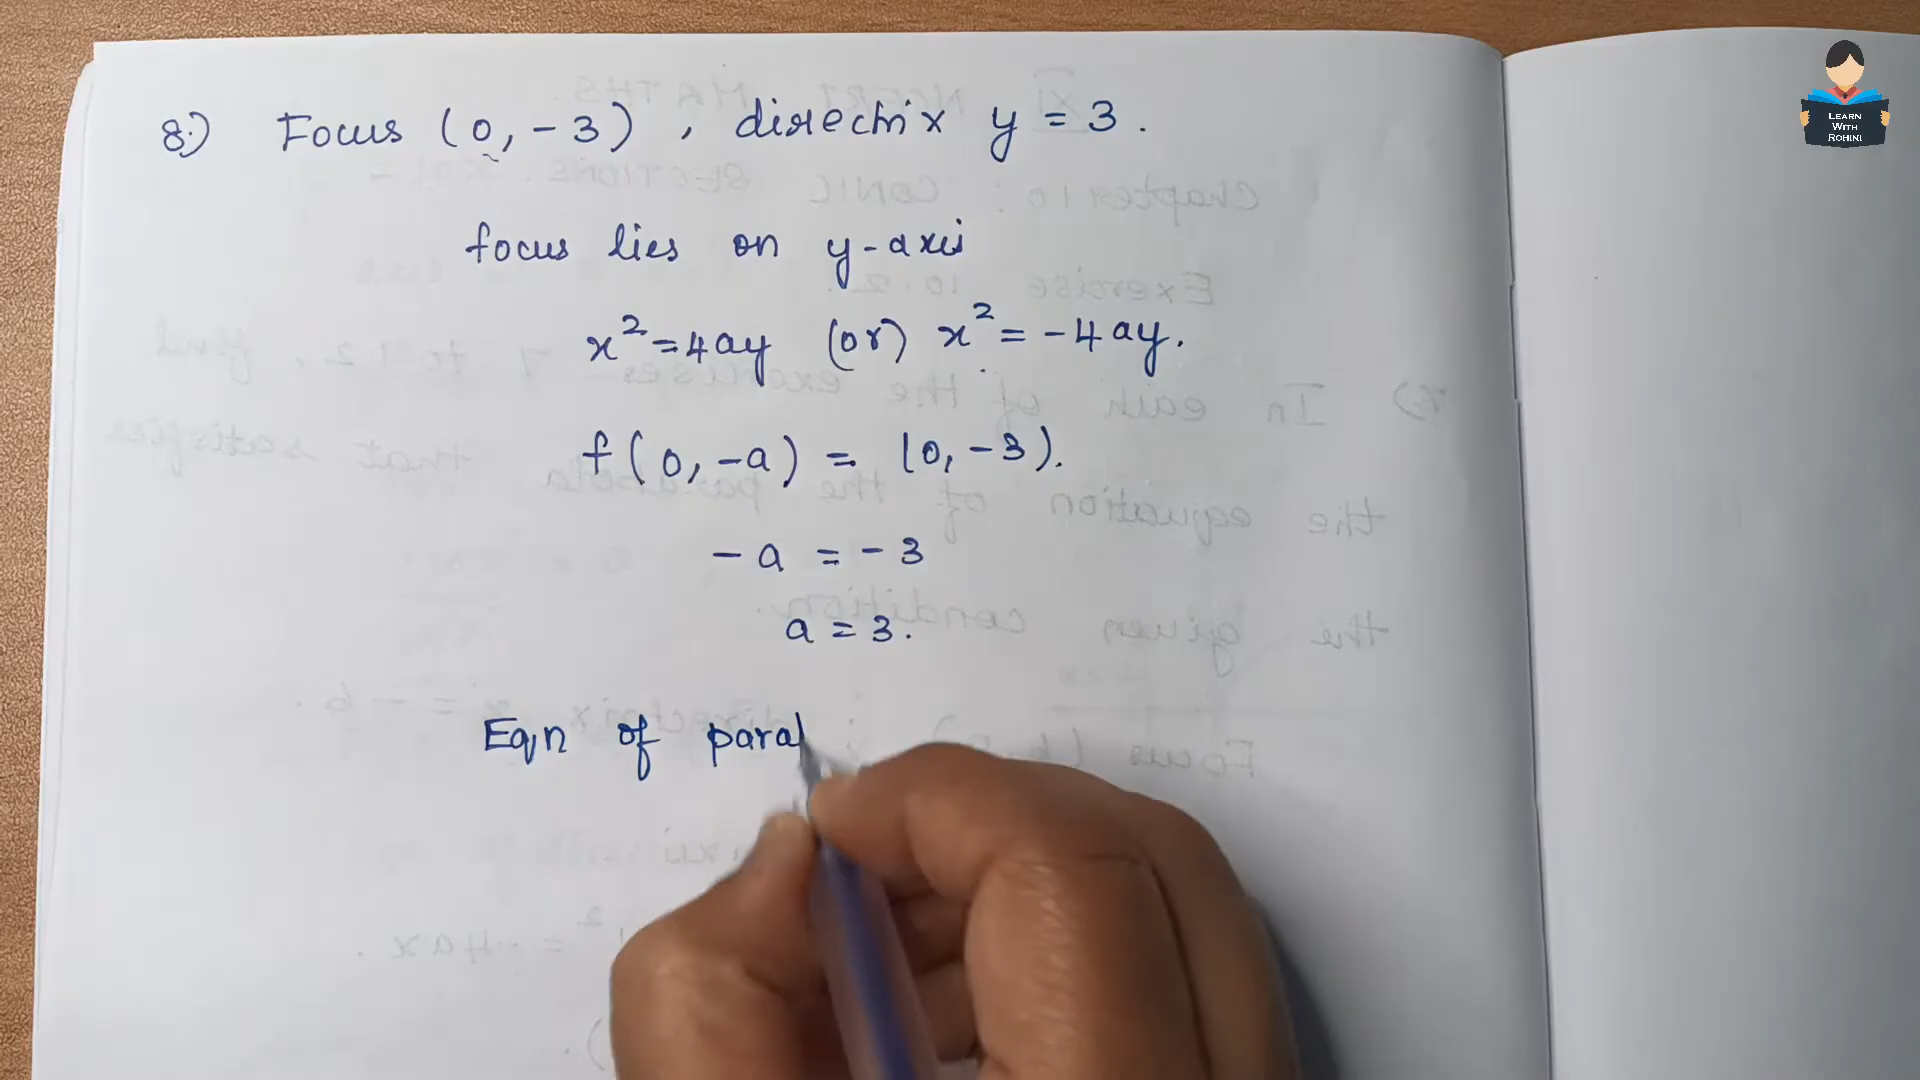 8.) Focus (0, -3) , directrix y = 3 .
focus lies on y-axis
x² = 4ay (or) x² = -4ay.
f(0, -a) = (0, -3).
-a = -3
a = 3.
Eqn of paral
LEARN
WITH
ROHINI